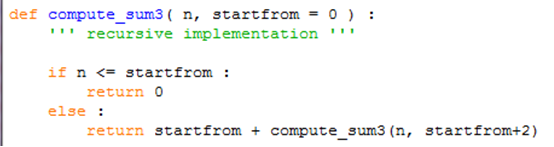 def compute_sum3( n, startfrom = 0 ) :
    ''' recursive implementation '''
    if n <= startfrom :
        return 0
    else :
        return startfrom + compute_sum3(n, startfrom+2)